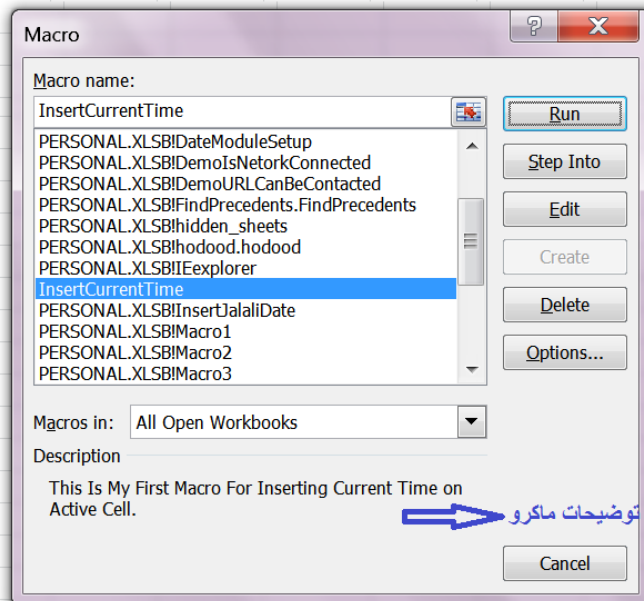 Macro
Macro name:
InsertCurrentTime
Run
PERSONAL.XLSB!DateModuleSetup
PERSONAL.XLSB!DemoIsNetorkConnected
PERSONAL.XLSB!DemoURLCanBeContacted
PERSONAL.XLSB!FindPrecedents.FindPrecedents
PERSONAL.XLSB!hidden_sheets
PERSONAL.XLSB!hodood.hodood
PERSONAL.XLSB!IEexplorer
InsertCurrentTime
PERSONAL.XLSB!InsertJalaliDate
PERSONAL.XLSB!Macro1
PERSONAL.XLSB!Macro2
PERSONAL.XLSB!Macro3
Step Into
Edit
Create
Delete
Options...
Macros in: All Open Workbooks
Description
This Is My First Macro For Inserting Current Time on
Active Cell.
توضیحات ماکرو
Cancel